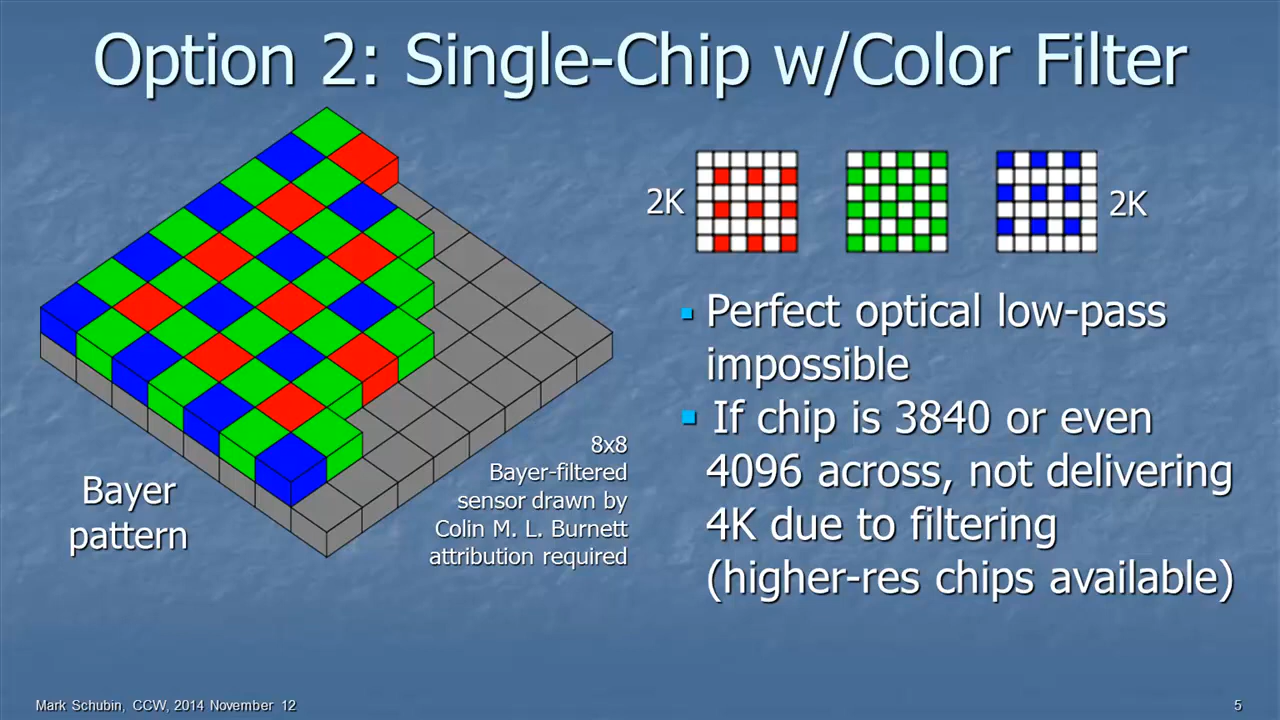 Option 2: Single-Chip w/Color Filter
2K
2K
▪ Perfect optical low-pass
impossible
▪ If chip is 3840 or even
4096 across, not delivering
4K due to filtering
(higher-res chips available)
Bayer
pattern
8x8
Bayer-filtered
sensor drawn by
Colin M. L. Burnett
attribution required
Mark Schubin, CCW, 2014 November 12
5